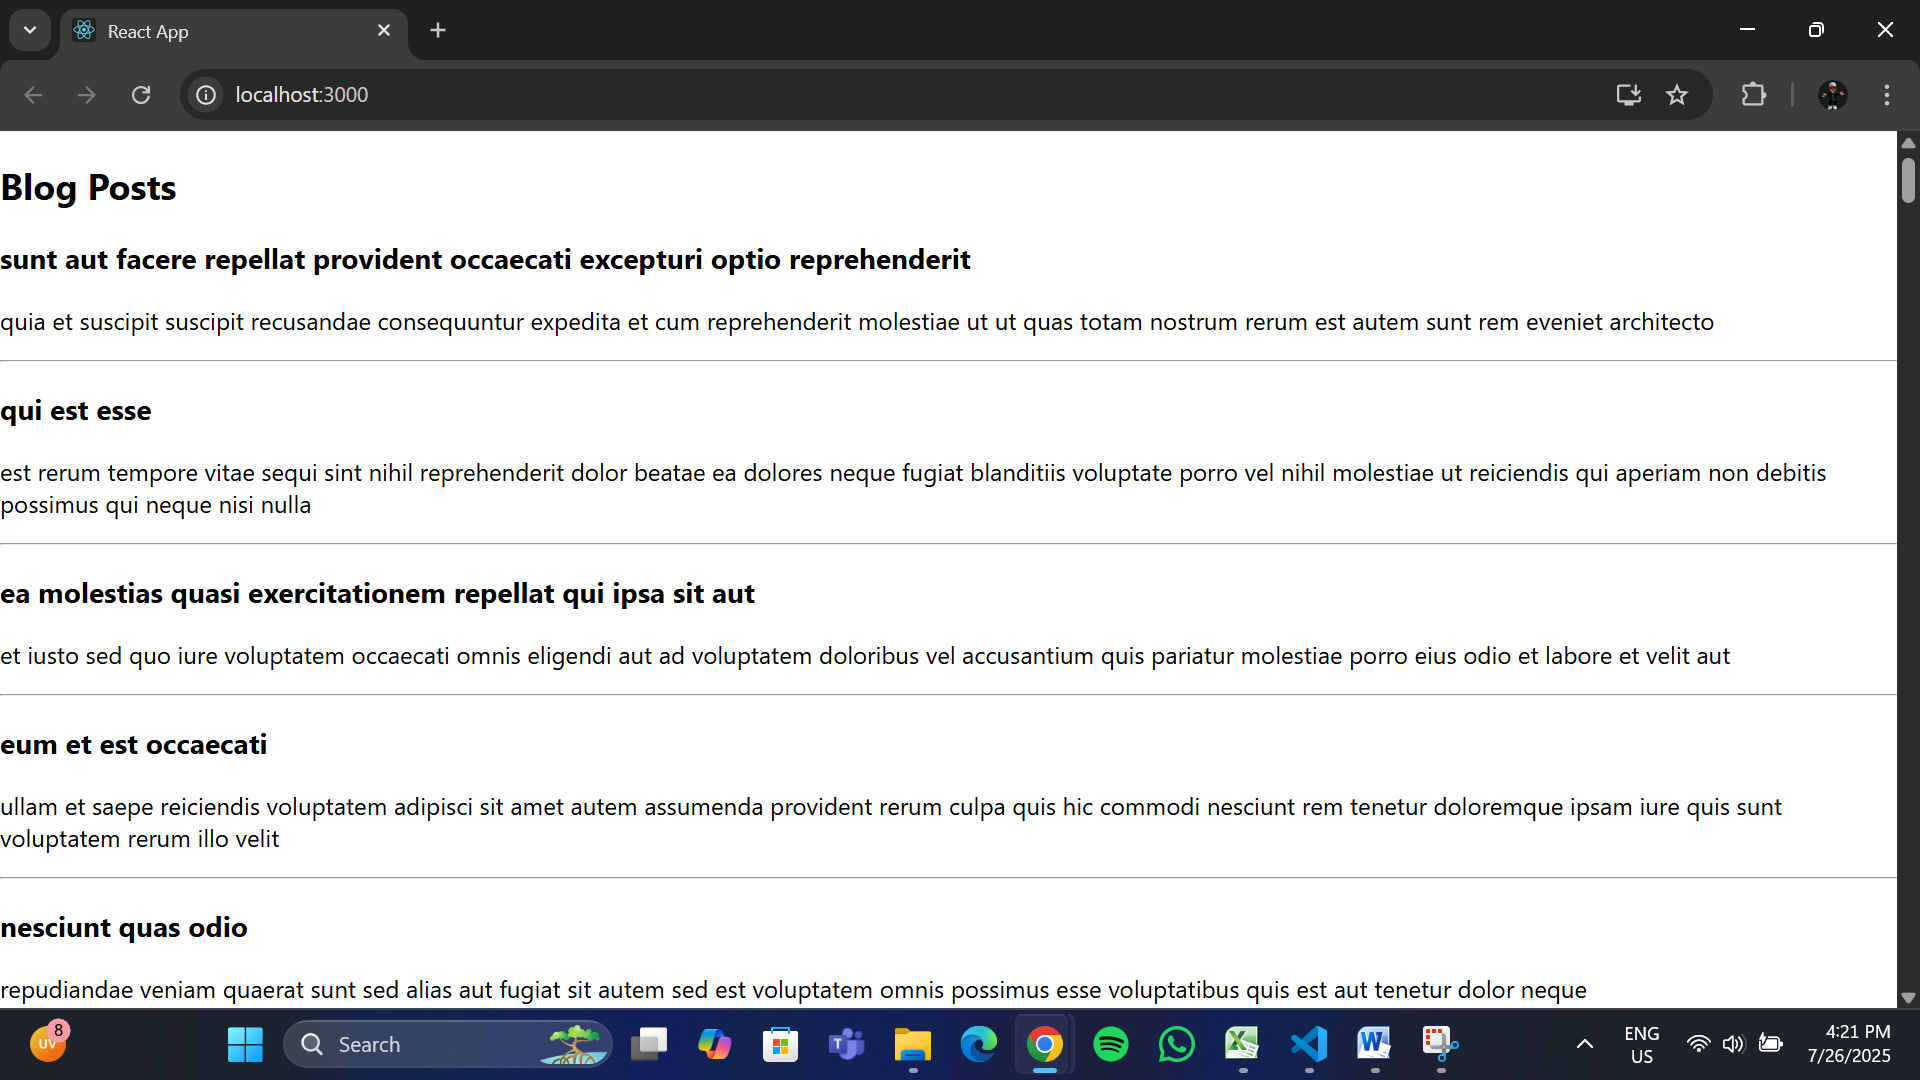 React App
localhost:3000
Blog Posts
sunt aut facere repellat provident occaecati excepturi optio reprehenderit
quia et suscipit suscipit recusandae consequuntur expedita et cum reprehenderit molestiae ut ut quas totam nostrum rerum est autem sunt rem eveniet architecto
qui est esse
est rerum tempore vitae sequi sint nihil reprehenderit dolor beatae ea dolores neque fugiat blanditiis voluptate porro vel nihil molestiae ut reiciendis qui aperiam non debitis
possimus qui neque nisi nulla
ea molestias quasi exercitationem repellat qui ipsa sit aut
et iusto sed quo iure voluptatem occaecati omnis eligendi aut ad voluptatem doloribus vel accusantium quis pariatur molestiae porro eius odio et labore et velit aut
eum et est occaecati
ullam et saepe reiciendis voluptatem adipisci sit amet autem assumenda provident rerum culpa quis hic commodi nesciunt rem tenetur doloremque ipsam iure quis sunt
voluptatem rerum illo velit
nesciunt quas odio
repudiandae veniam quaerat sunt sed alias aut fugiat sit autem sed est voluptatem omnis possimus esse voluptatibus quis est aut tenetur dolor neque
UV 8
Search
ENG
US
4:21 PM
7/26/2025